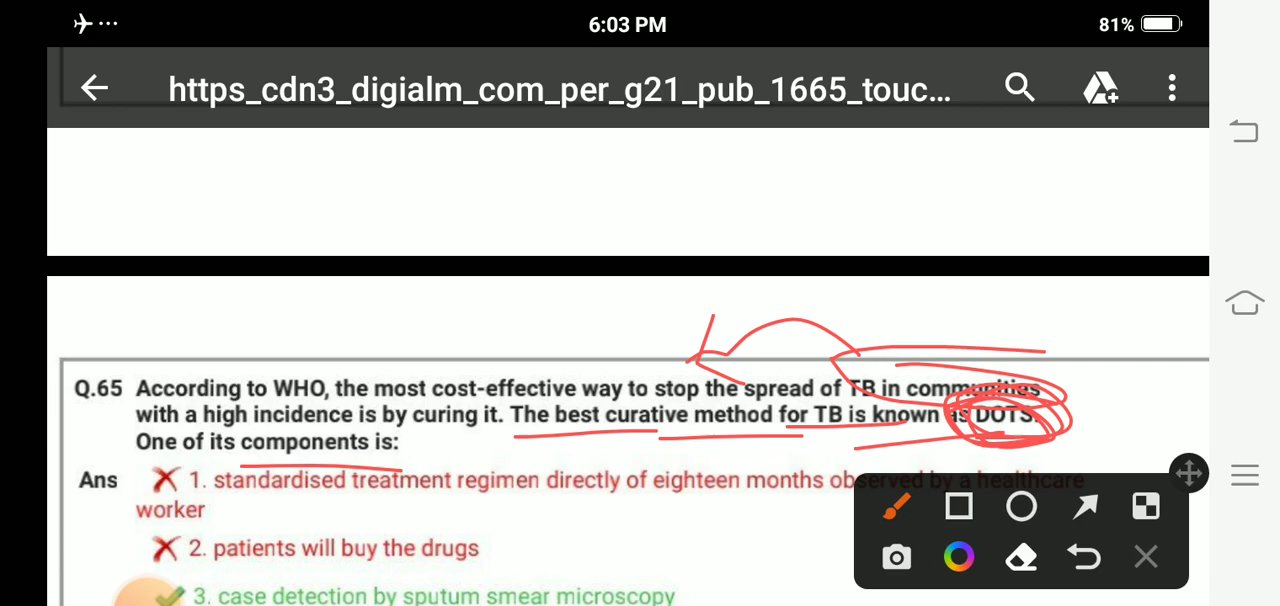 6:03 PM
81%
https_cdn3_digialm_com_per_g21_pub_1665_touc...
Q.65 According to WHO, the most cost-effective way to stop the spread of TB in communities
with a high incidence is by curing it. The best curative method for TB is known as DOTS.
One of its components is:
Ans 1. standardised treatment regimen directly of eighteen months observed by a healthcare
worker
2. patients will buy the drugs
3. case detection by sputum smear microscopy